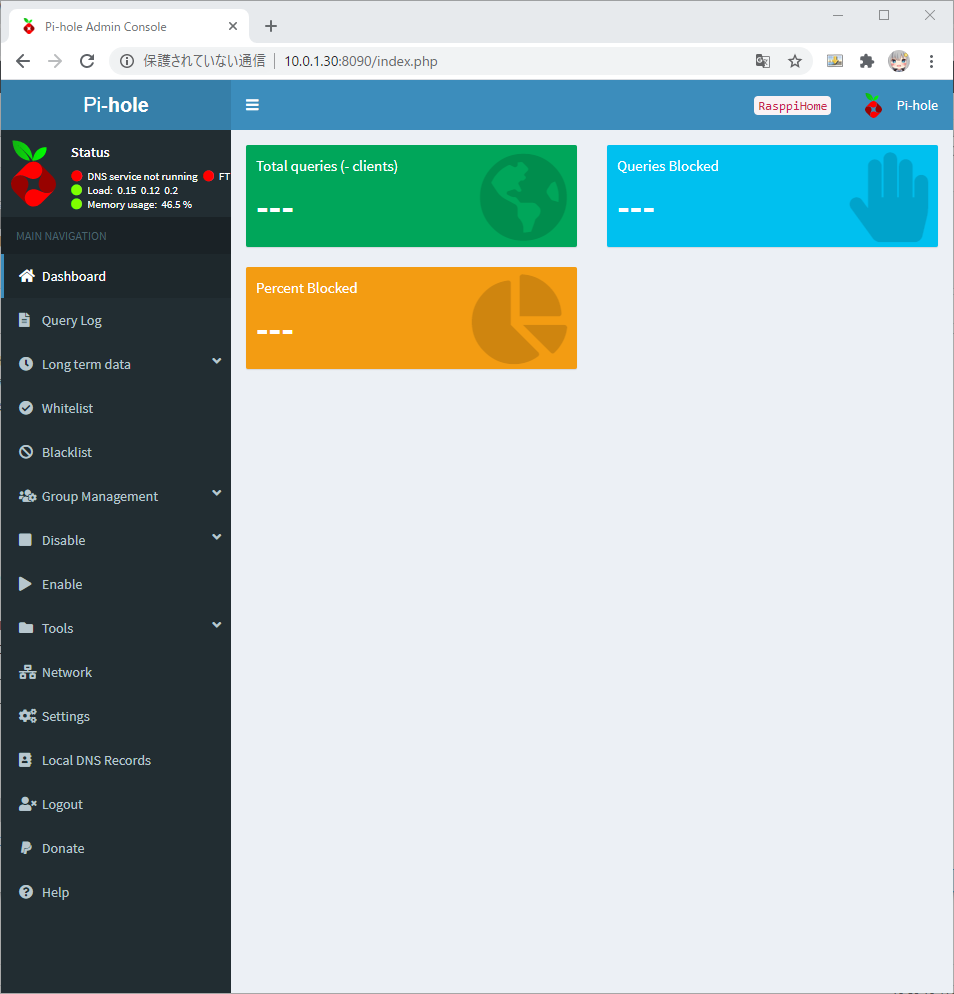 Pi-hole Admin Console
保護されていない通信 10.0.1.30:8090/index.php
Pi-hole
RasppiHome
Pi-hole
Status
DNS service not running FT
Load: 0.15 0.12 0.2
Memory usage: 46.5 %
MAIN NAVIGATION
Dashboard
Query Log
Long term data
Whitelist
Blacklist
Group Management
Disable
Enable
Tools
Network
Settings
Local DNS Records
Logout
Donate
Help
Total queries (- clients)
---
Queries Blocked
---
Percent Blocked
---